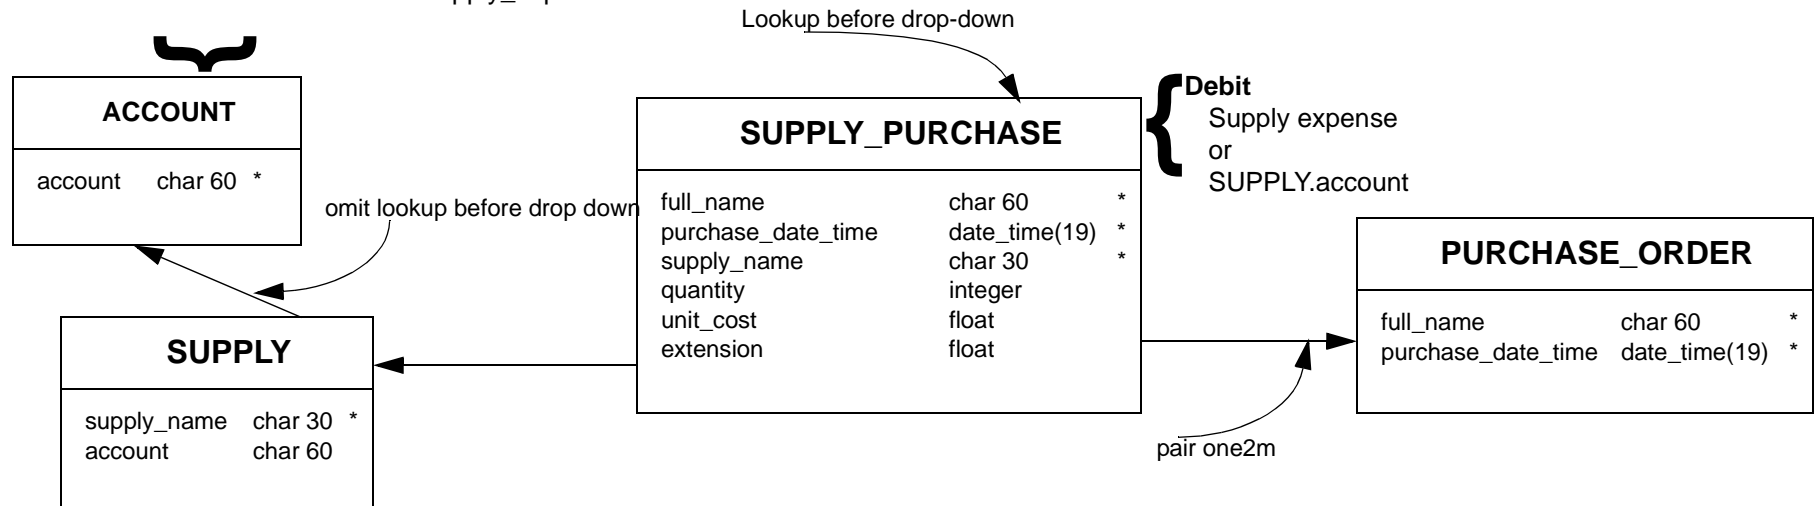 Lookup before drop-down
ACCOUNT
account char 60 *
omit lookup before drop down
SUPPLY
supply_name char 30 *
account char 60
SUPPLY_PURCHASE
full_name char 60 *
purchase_date_time date_time(19) *
supply_name char 30 *
quantity integer
unit_cost float
extension float
{
Debit
Supply expense
or
SUPPLY.account
PURCHASE_ORDER
full_name char 60 *
purchase_date_time date_time(19) *
pair one2m